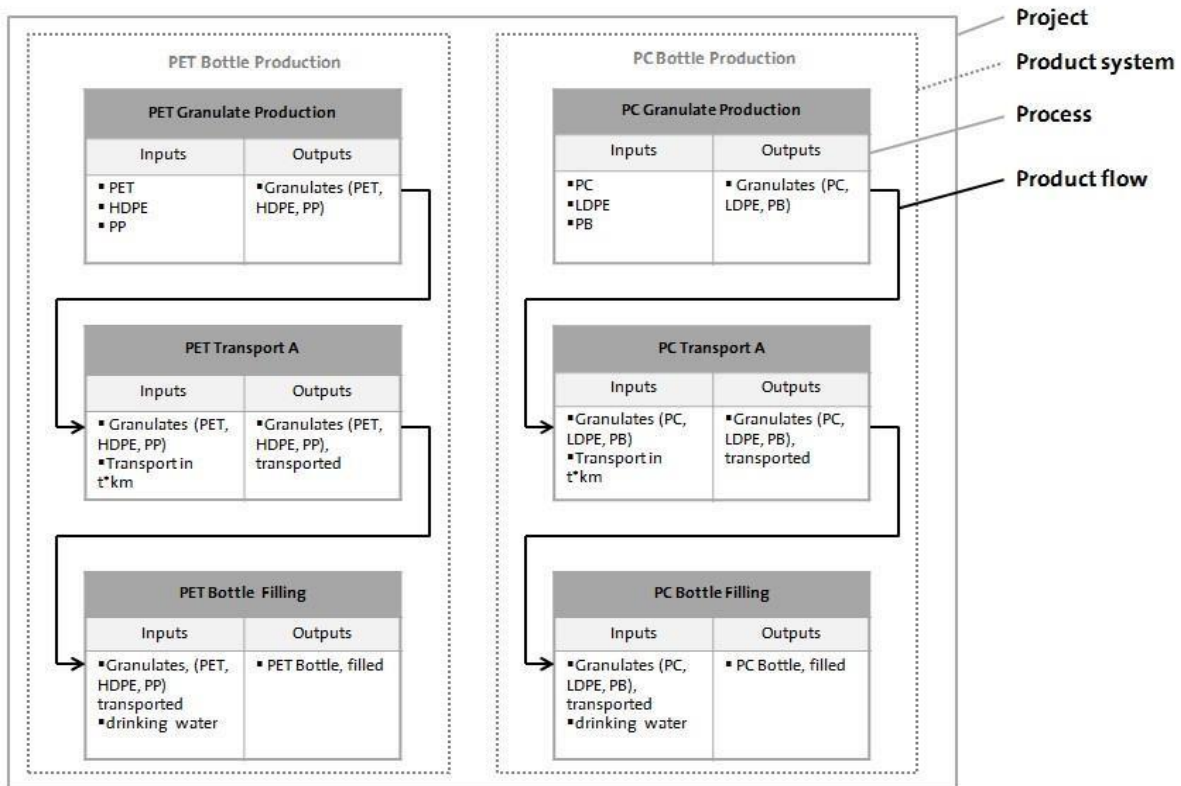 PET Bottle Production
PET Granulate Production
Inputs
Outputs
▪ PET
▪ HDPE
▪ PP
▪Granulates (PET,
HDPE, PP)
PET Transport A
Inputs
Outputs
▪ Granulates (PET,
HDPE, PP)
▪Transport in
t*km
▪Granulates (PET,
HDPE, PP),
transported
PET Bottle Filling
Inputs
Outputs
▪Granulates, (PET,
HDPE, PP)
transported
▪drinking water
▪ PET Bottle, filled
PC Bottle Production
PC Granulate Production
Inputs
Outputs
▪PC
▪LDPE
▪PB
▪ Granulates (PC,
LDPE, PB)
PC Transport A
Inputs
Outputs
▪Granulates (PC,
LDPE, PB)
▪Transport in
t*km
▪Granulates (PC,
LDPE, PB),
transported
PC Bottle Filling
Inputs
Outputs
▪Granulates (PC,
LDPE, PB),
transported
▪drinking water
▪ PC Bottle, filled
Project
Product system
Process
Product flow